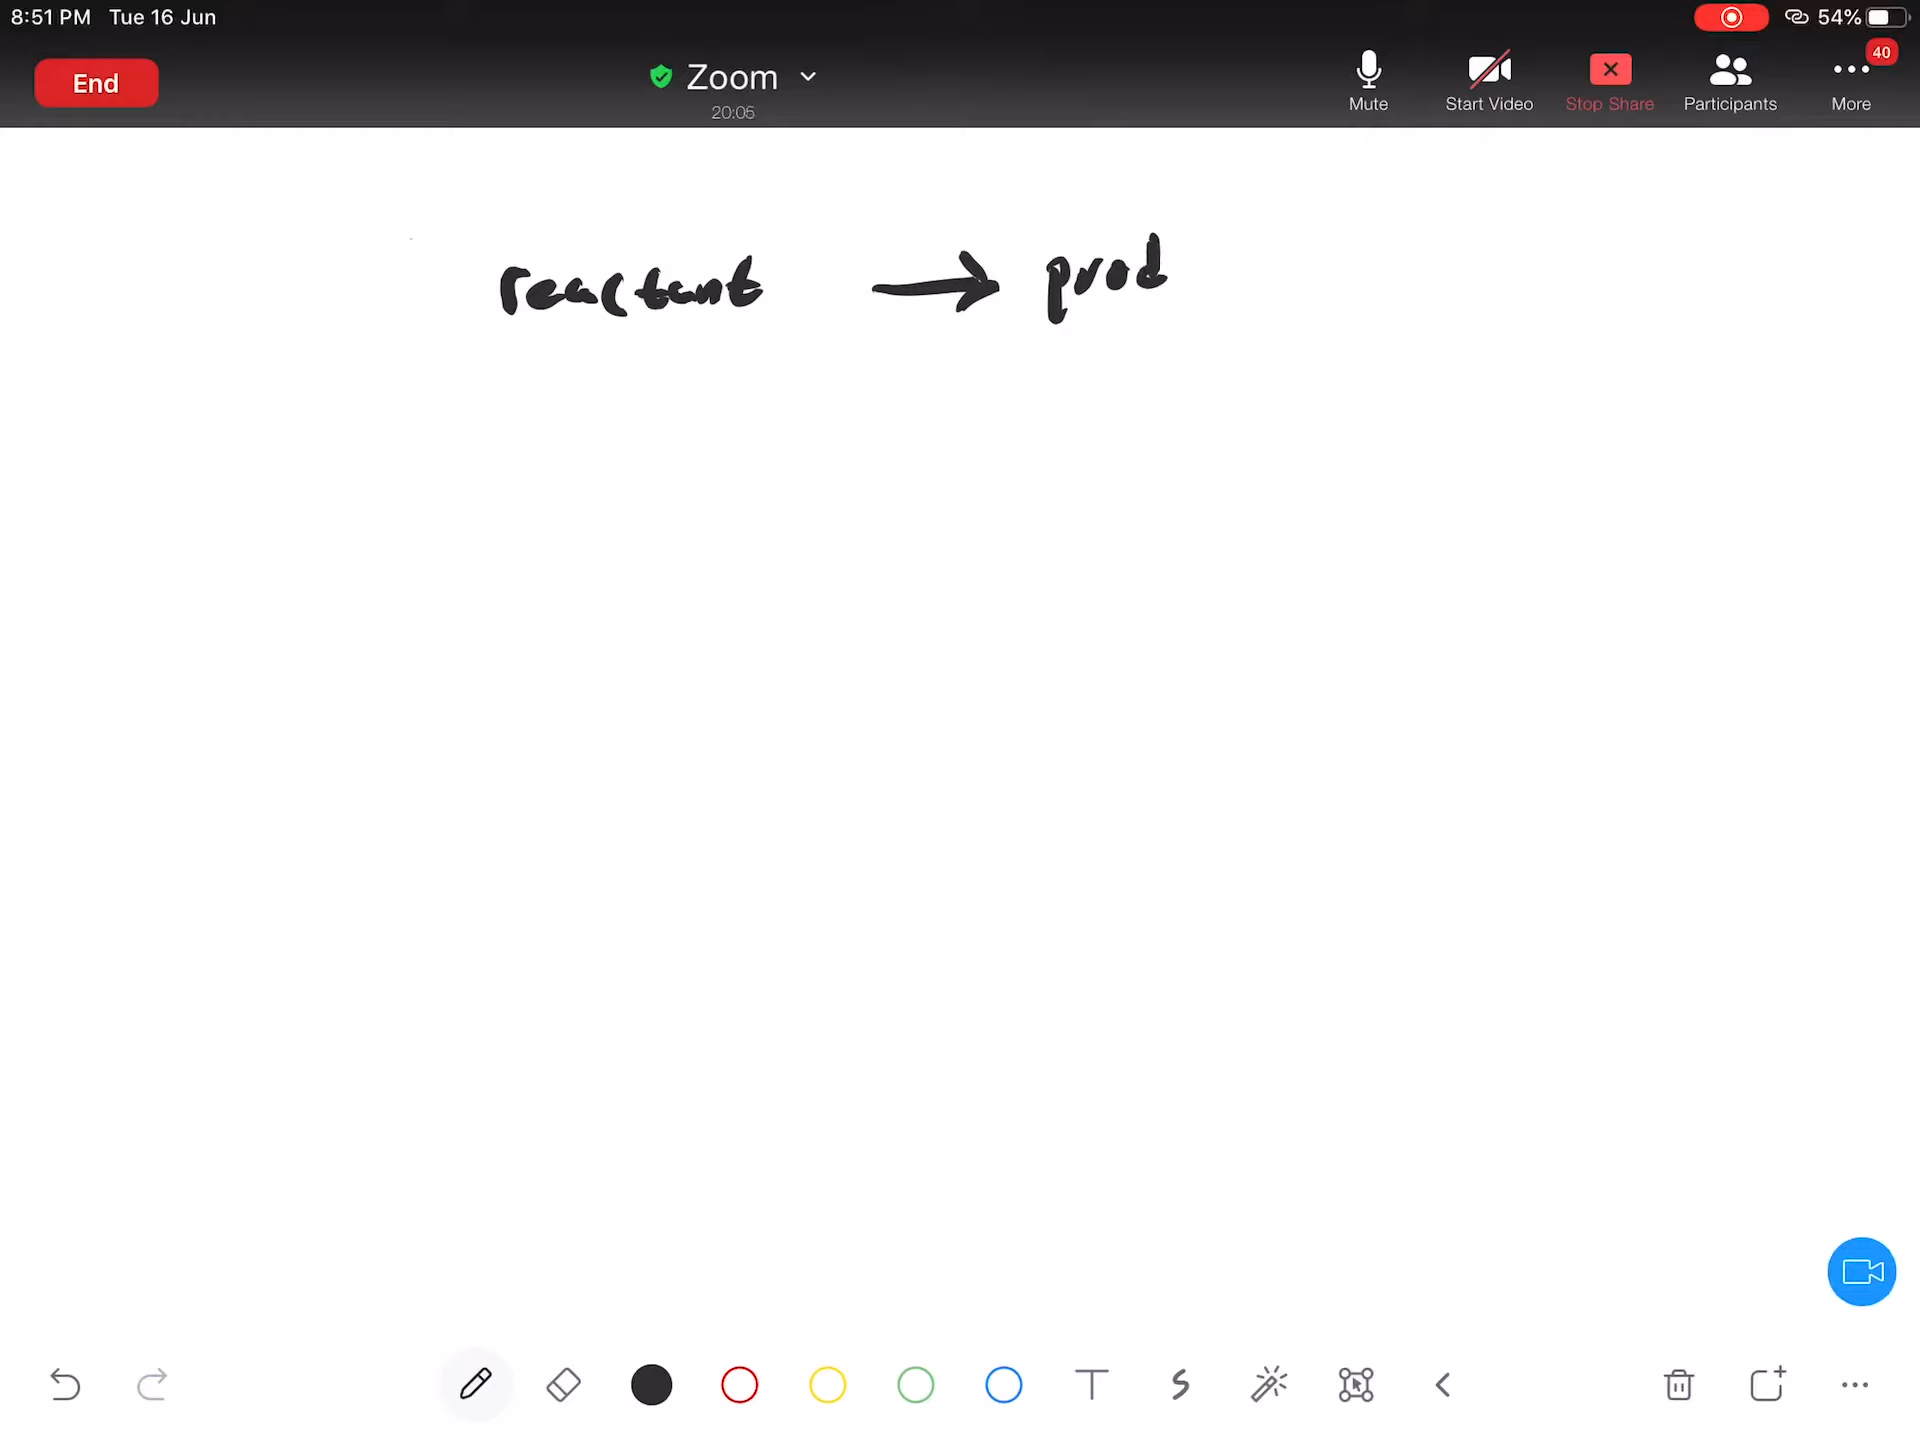 8:51 PM Tue 16 Jun
54%
End
Zoom
20:05
Mute
Start Video
Stop Share
Participants
40
More
reactant → prod